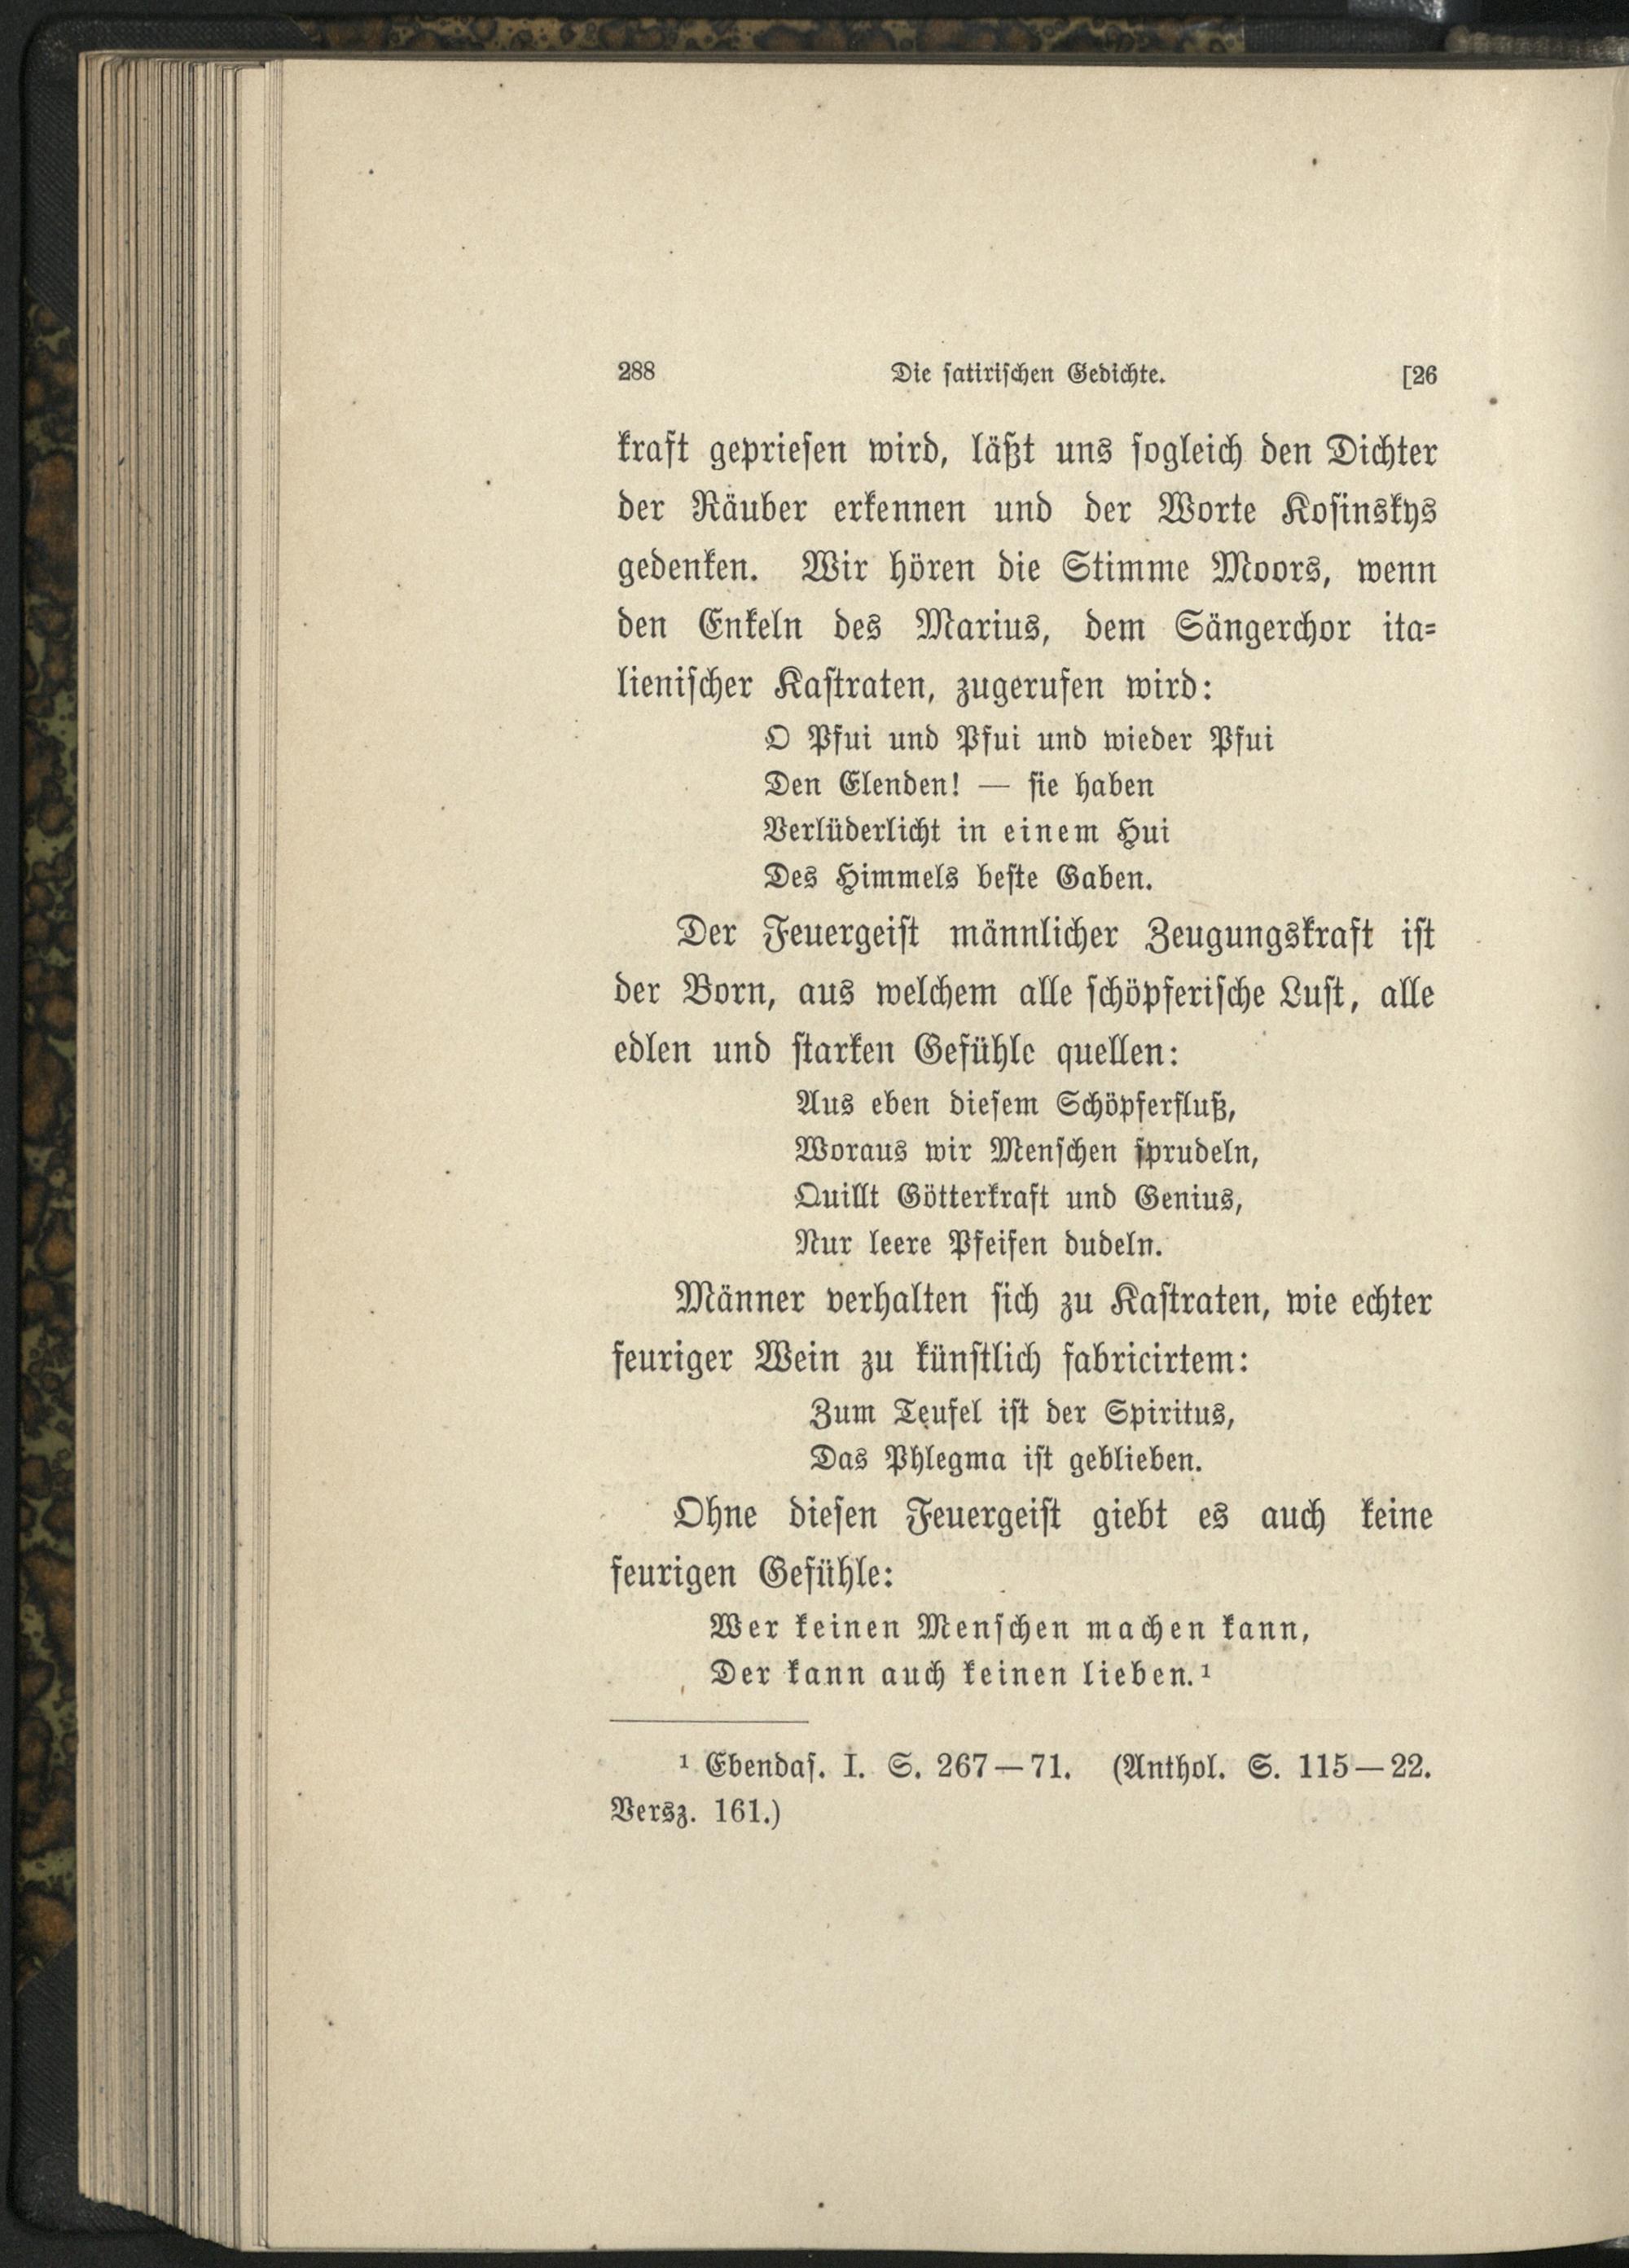 288 Die satirischen Gedichte. [26
kraft gepriesen wird, läßt uns sogleich den Dichter
der Räuber erkennen und der Worte Kosinskys
gedenken. Wir hören die Stimme Moors, wenn
den Enkeln des Marius, dem Sängerchor ita-
lienischer Kastraten, zugerufen wird:
O Pfui und Pfui und wieder Pfui
Den Elenden! — sie haben
Verlüderlicht in einem Hui
Des Himmels beste Gaben.
Der Feuergeist männlicher Zeugungskraft ist
der Born, aus welchem alle schöpferische Lust, alle
edlen und starken Gefühle quellen:
Aus eben diesem Schöpferfluß,
Woraus wir Menschen sprudeln,
Quillt Götterkraft und Genius,
Nur leere Pfeifen dudeln.
Männer verhalten sich zu Kastraten, wie echter
feuriger Wein zu künstlich fabricirtem:
Zum Teufel ist der Spiritus,
Das Phlegma ist geblieben.
Ohne diesen Feuergeist giebt es auch keine
feurigen Gefühle:
Wer keinen Menschen machen kann,
Der kann auch keinen lieben.¹
¹ Ebendas. I. S. 267—71. (Anthol. S. 115—22.
Versz. 161.)